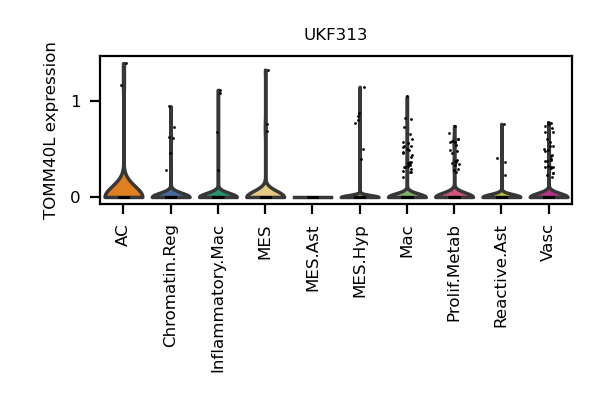 UKF313
TOMM40L expression
1
0
AC
Chromatin.Reg
Inflammatory.Mac
MES
MES.Ast
MES.Hyp
Mac
Prolif.Metab
Reactive.Ast
Vasc